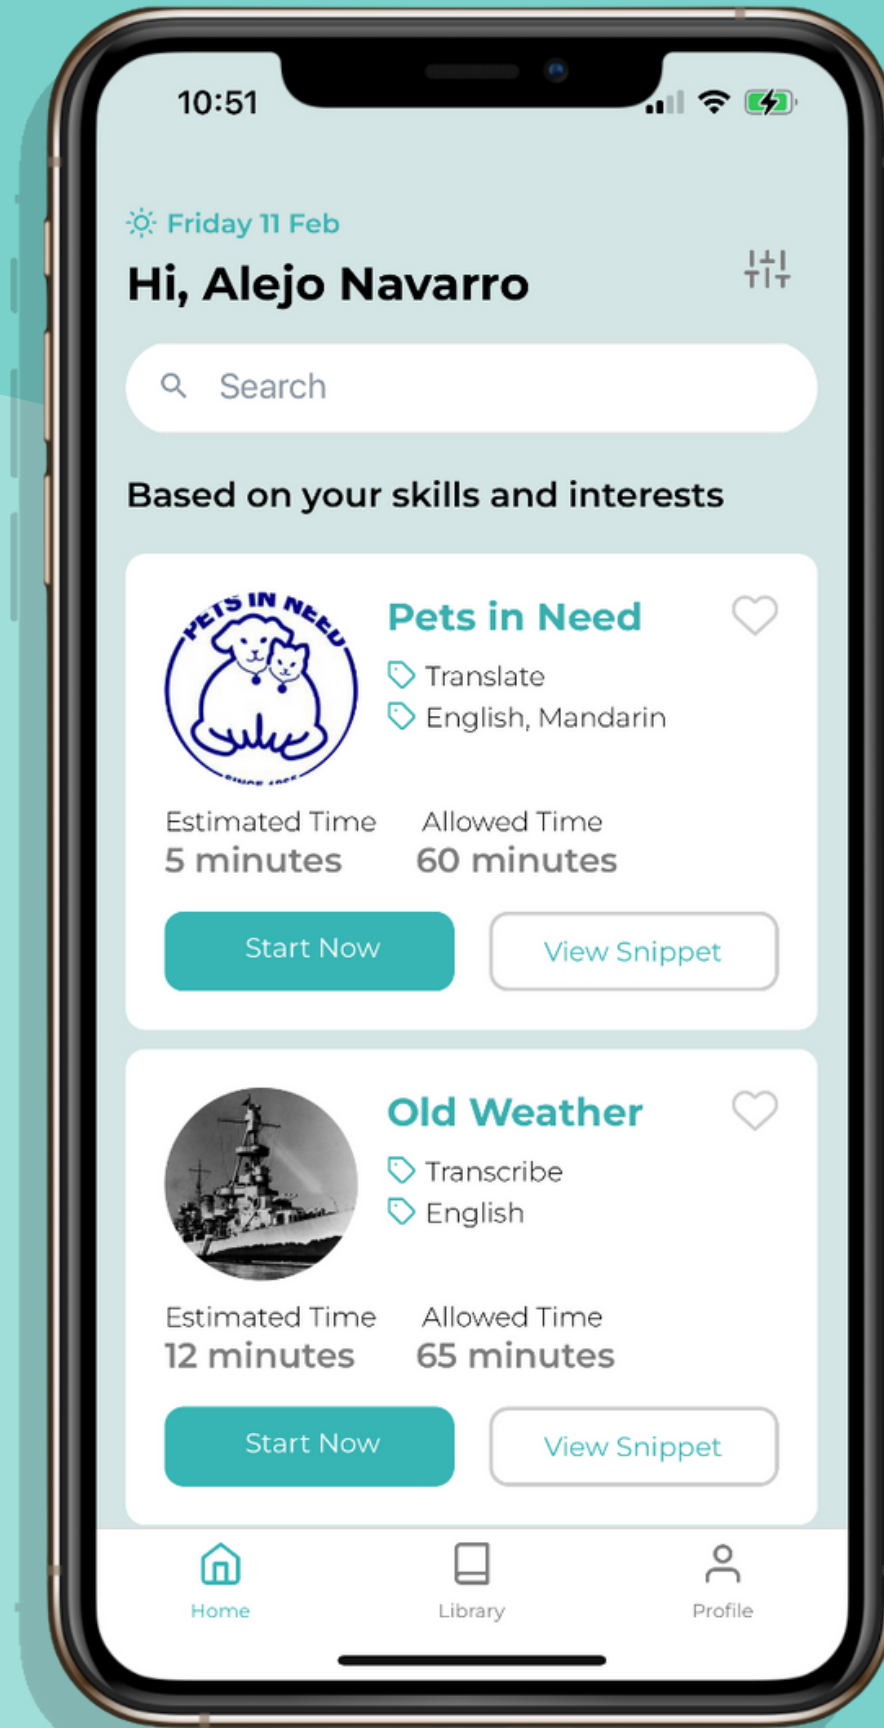 10:51
Friday 11 Feb
Hi, Alejo Navarro
Search
Based on your skills and interests
PETS IN NEED
Pets in Need
Translate
English, Mandarin
Estimated Time Allowed Time
5 minutes 60 minutes
Start Now View Snippet
Old Weather
Transcribe
English
Estimated Time Allowed Time
12 minutes 65 minutes
Start Now View Snippet
Home Library Profile